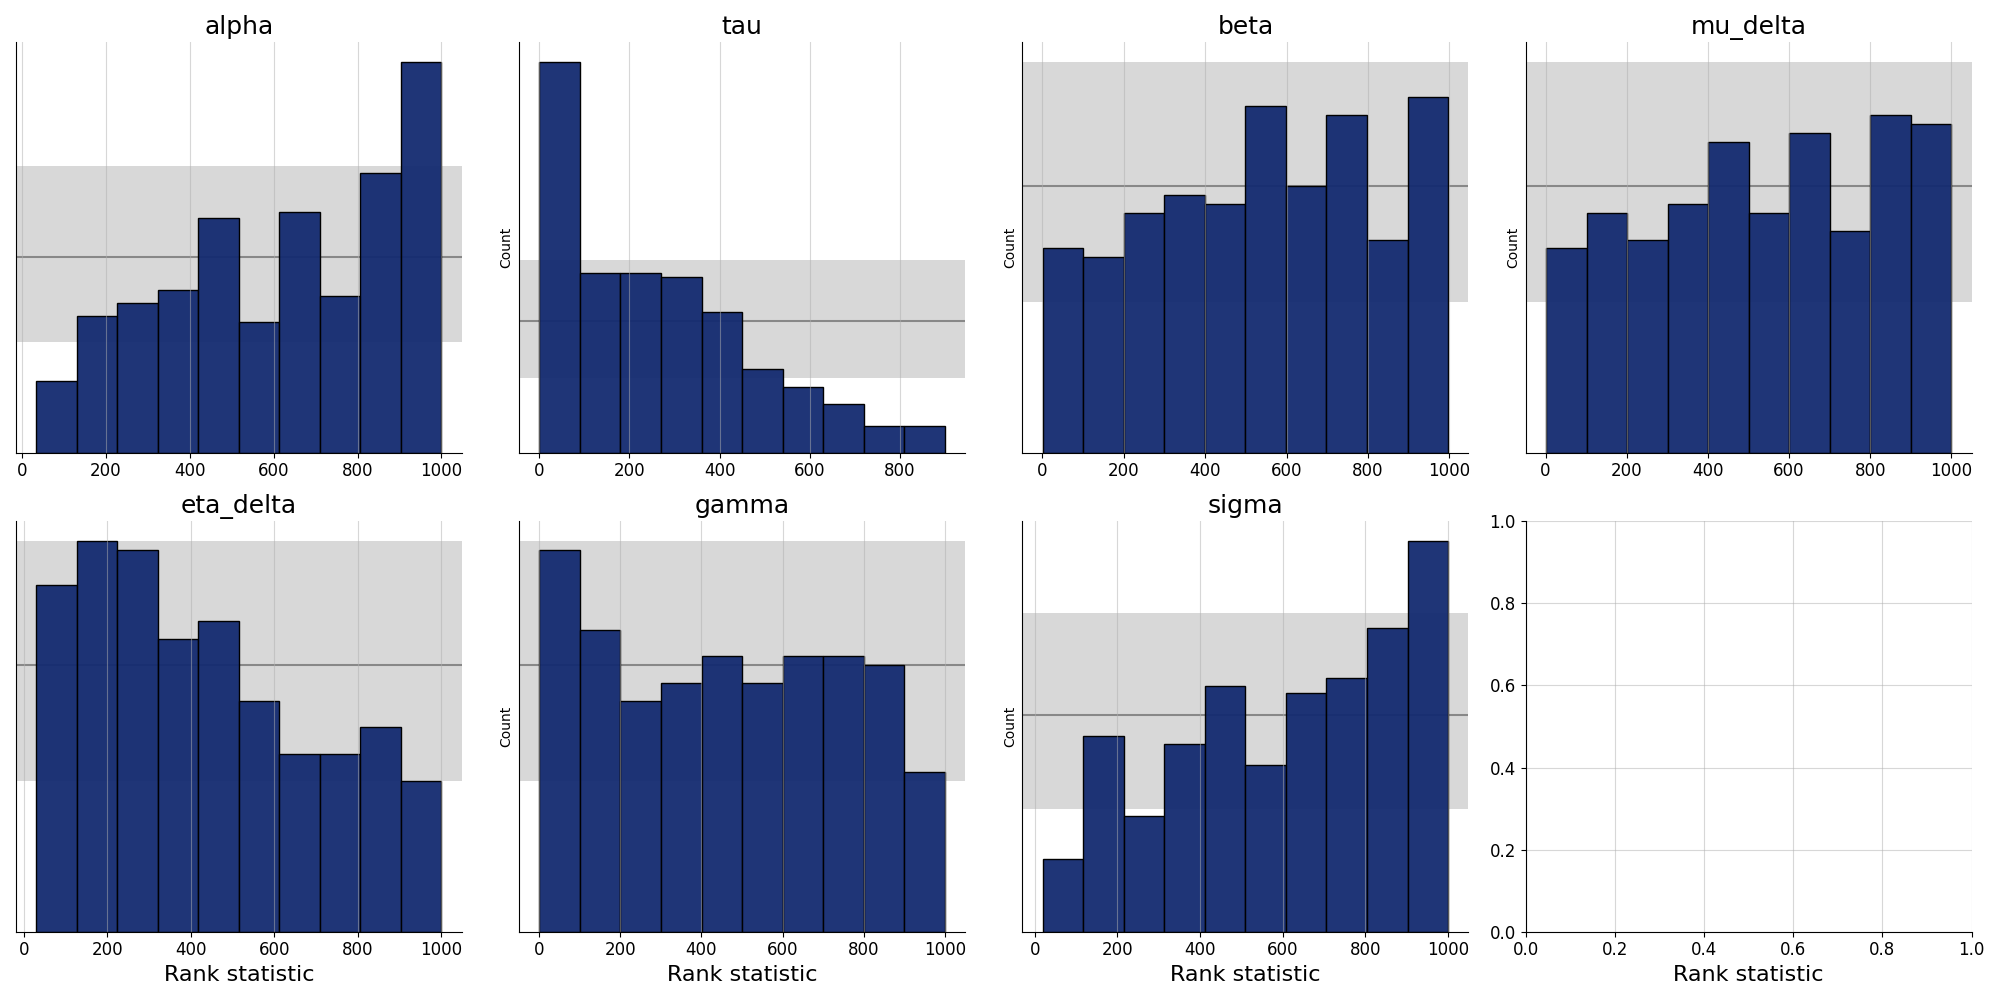 alpha
tau
beta
mu_delta
Count
Count
Count
0 200 400 600 800 1000
0 200 400 600 800
0 200 400 600 800 1000
0 200 400 600 800 1000
eta_delta
gamma
sigma
1.0
0.8
0.6
0.4
0.2
0.0
Count
Count
0 200 400 600 800 1000
0 200 400 600 800 1000
0 200 400 600 800 1000
0.0 0.2 0.4 0.6 0.8 1.0
Rank statistic
Rank statistic
Rank statistic
Rank statistic